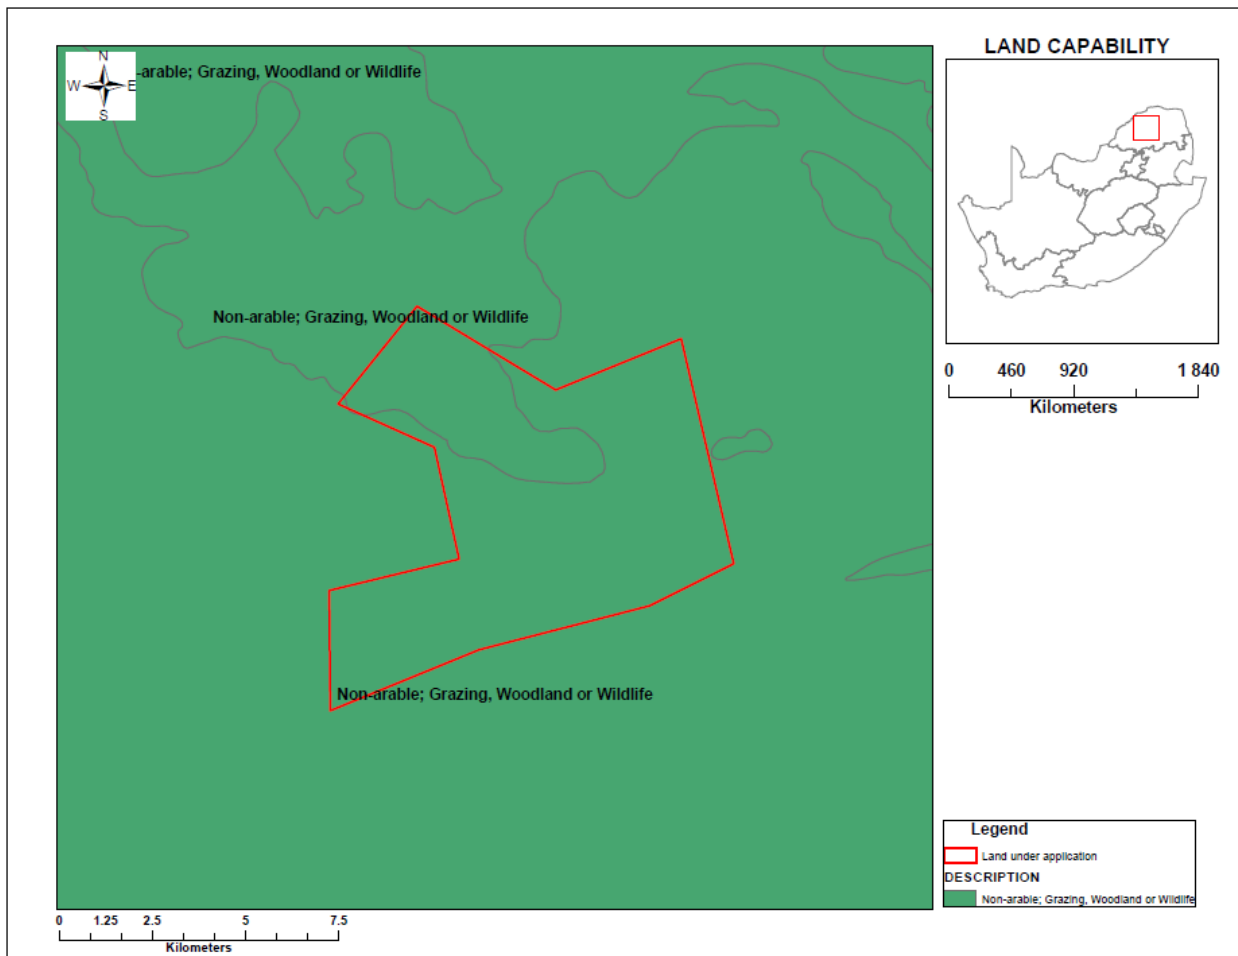 LAND CAPABILITY
N
W E
S
-arable; Grazing, Woodland or Wildlife
Non-arable; Grazing, Woodland or Wildlife
0 460 920 1 840
Kilometers
Non-arable; Grazing, Woodland or Wildlife
Legend
Land under application
DESCRIPTION
Non-arable; Grazing, Woodland or Wildlife
0 1.25 2.5 5 7.5
Kilometers